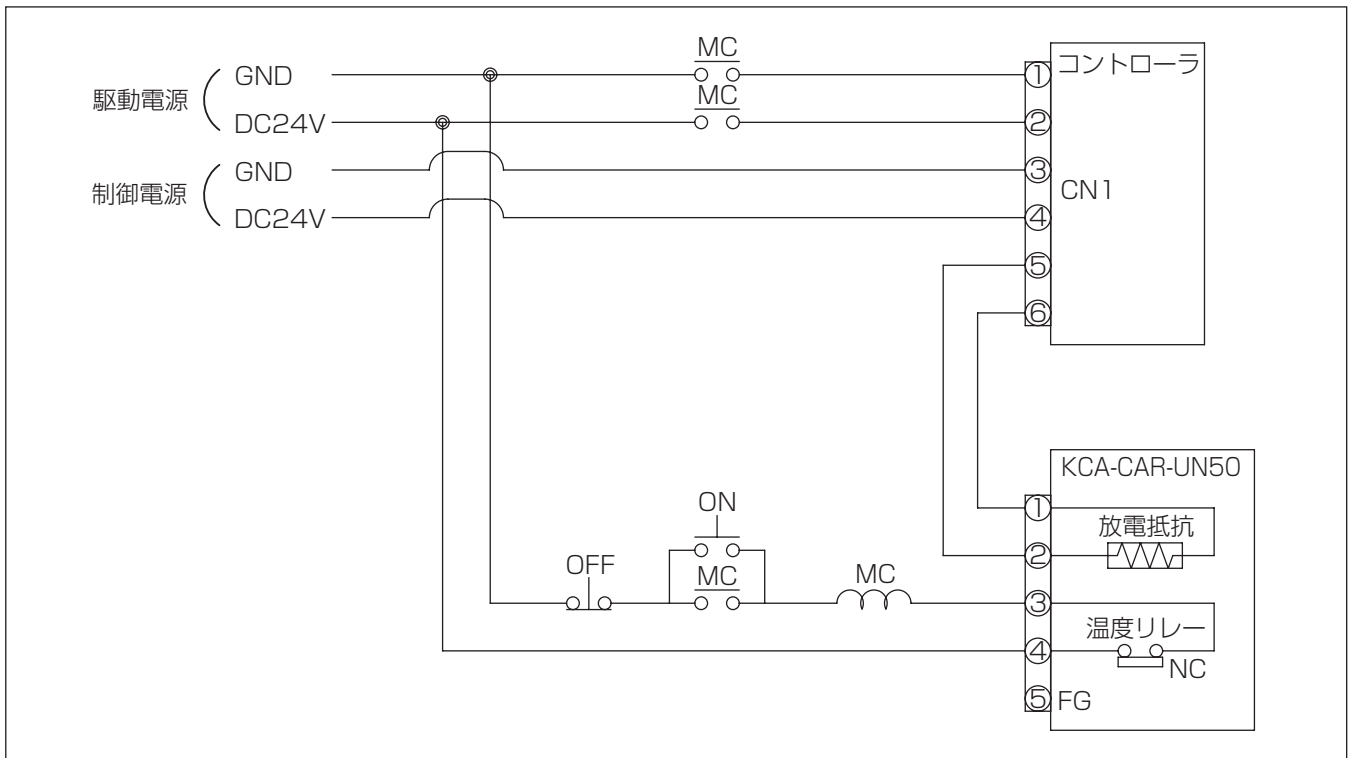 MC
GND
駆動電源
DC24V
MC
GND
制御電源
DC24V
コントローラ
①
②
③
CN1
④
⑤
⑥
KCA-CAR-UN50
①
放電抵抗
②
ON
OFF
MC
MC
③
温度リレー
④
NC
⑤ FG